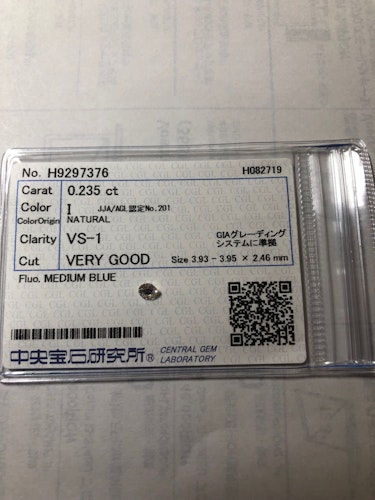 No. H9297376 H082719
Carat 0.235 ct
Color I JJA/AGL認定No.201
ColorOrigin NATURAL
Clarity VS-1 GIAグレーディング
システムに準拠
Cut VERY GOOD Size 3.93 - 3.95 × 2.46 mm
Fluo. MEDIUM BLUE
中央宝石研究所® CENTRAL GEM
LABORATORY